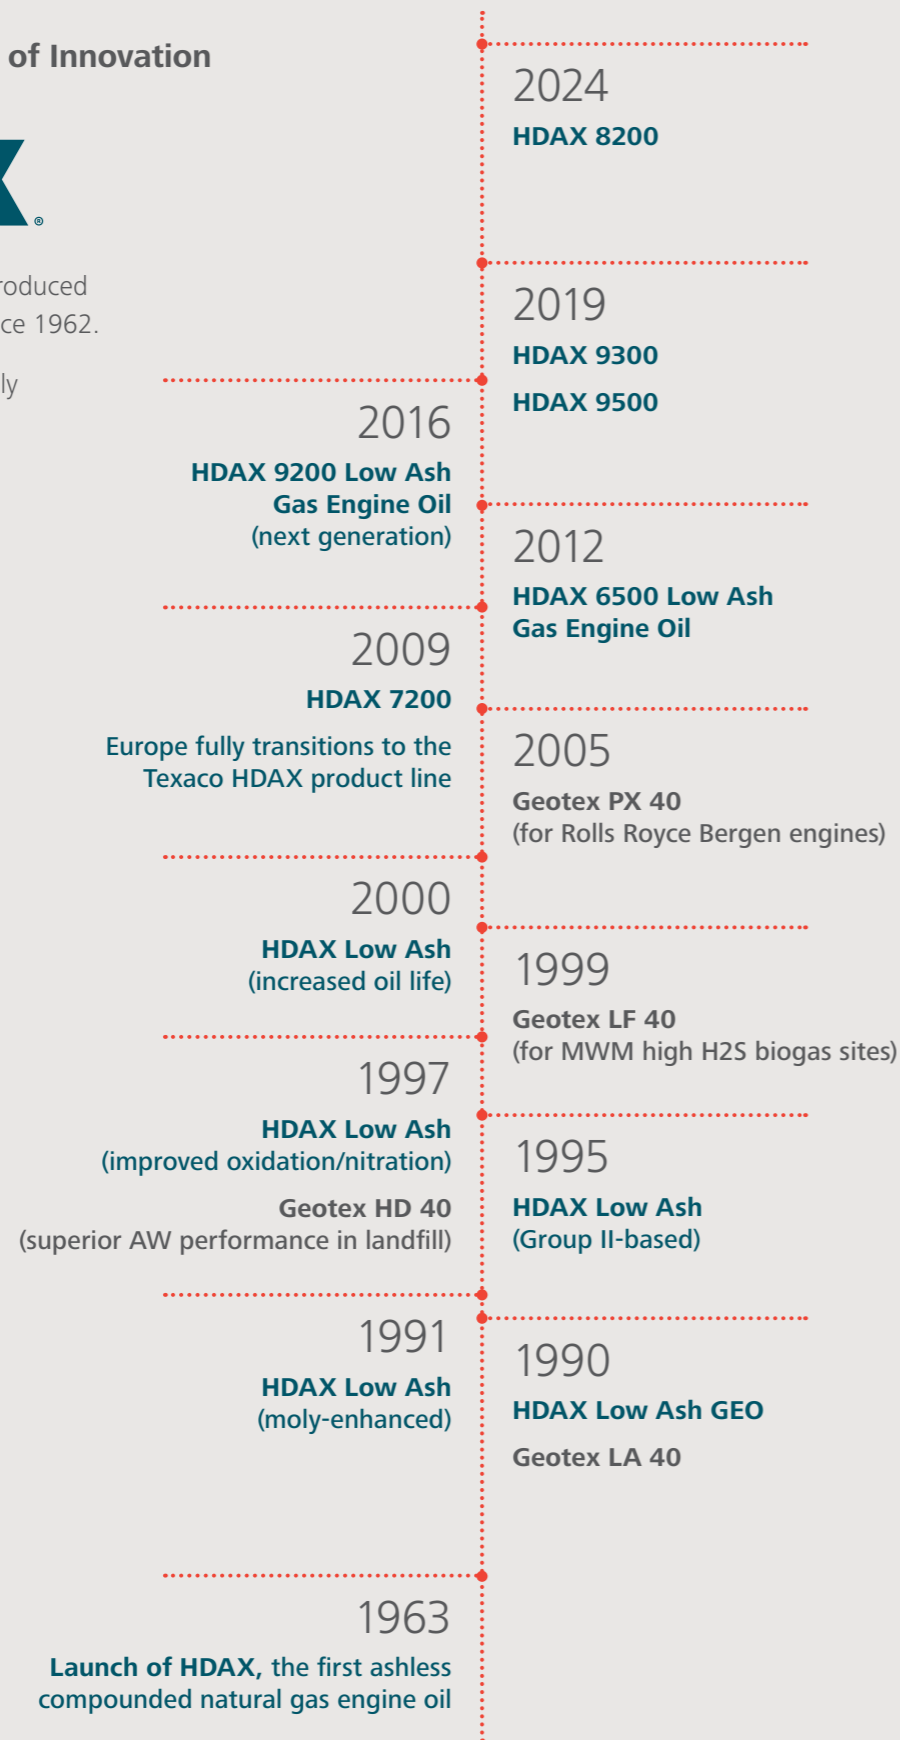 of Innovation
X®
roduced
ce 1962.
ly
2024
HDAX 8200
2019
HDAX 9300
HDAX 9500
2016
HDAX 9200 Low Ash
Gas Engine Oil
(next generation)
2012
HDAX 6500 Low Ash
Gas Engine Oil
2009
HDAX 7200
Europe fully transitions to the
Texaco HDAX product line
2005
Geotex PX 40
(for Rolls Royce Bergen engines)
2000
HDAX Low Ash
(increased oil life)
1999
Geotex LF 40
(for MWM high H2S biogas sites)
1997
HDAX Low Ash
(improved oxidation/nitration)
Geotex HD 40
(superior AW performance in landfill)
1995
HDAX Low Ash
(Group II-based)
1991
HDAX Low Ash
(moly-enhanced)
1990
HDAX Low Ash GEO
Geotex LA 40
1963
Launch of HDAX, the first ashless
compounded natural gas engine oil